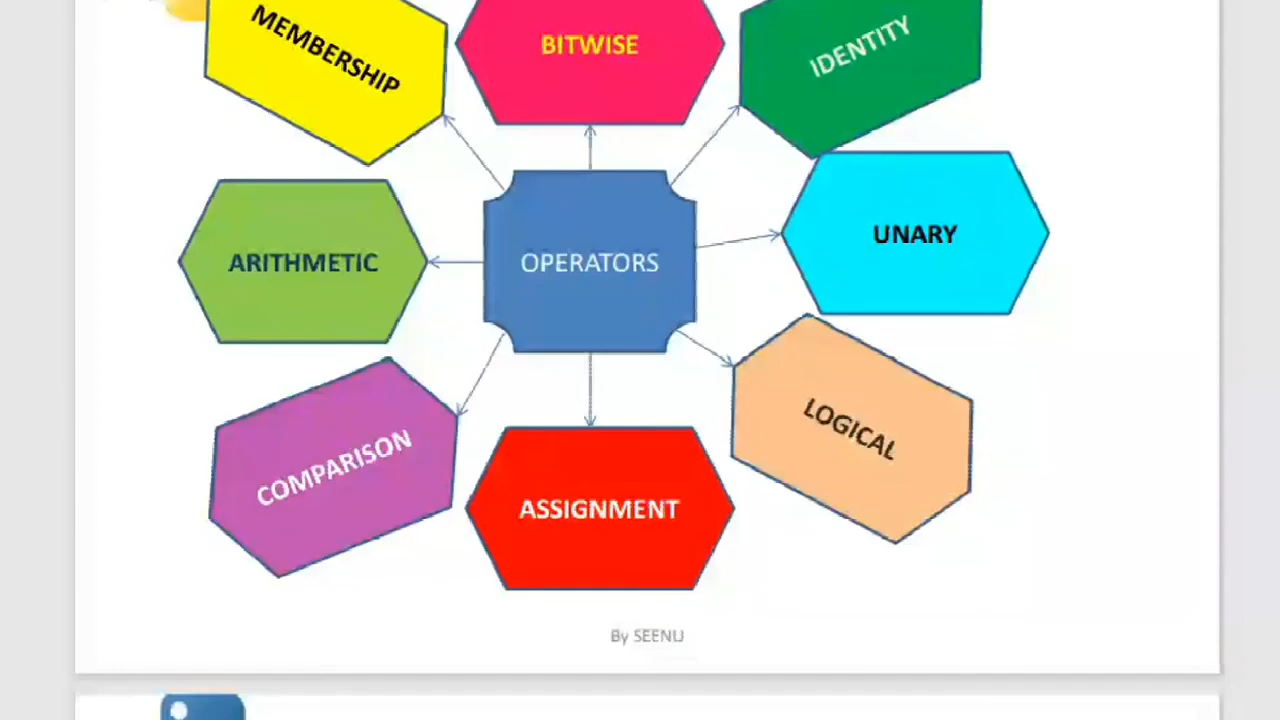 MEMBERSHIP
BITWISE
IDENTITY
ARITHMETIC
OPERATORS
UNARY
COMPARISON
ASSIGNMENT
LOGICAL
By SEENU